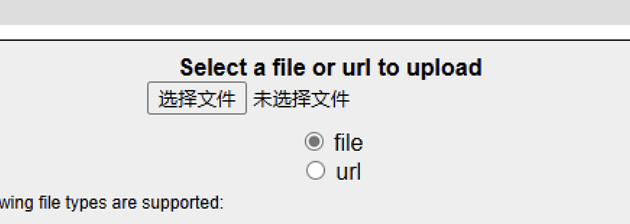 Select a file or url to upload
选择文件 未选择文件
file
url
wing file types are supported: